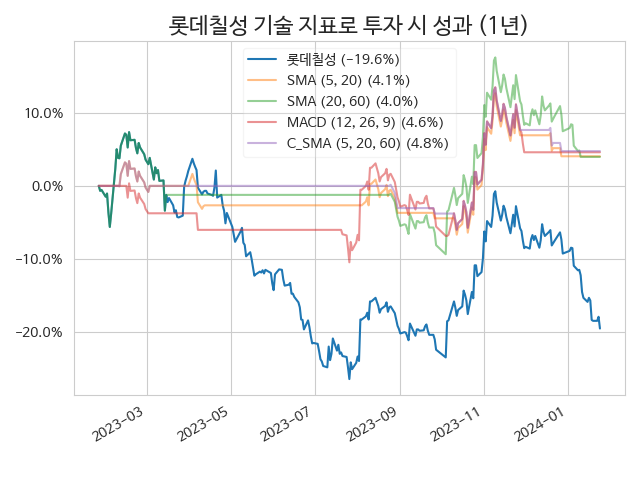 롯데칠성 기술 지표로 투자 시 성과 (1년)
롯데칠성 (−19.6%)
SMA (5, 20) (4.1%)
SMA (20, 60) (4.0%)
MACD (12, 26, 9) (4.6%)
C_SMA (5, 20, 60) (4.8%)
10.0%
0.0%
−10.0%
−20.0%
2023−03
2023−05
2023−07
2023−09
2023−11
2024−01